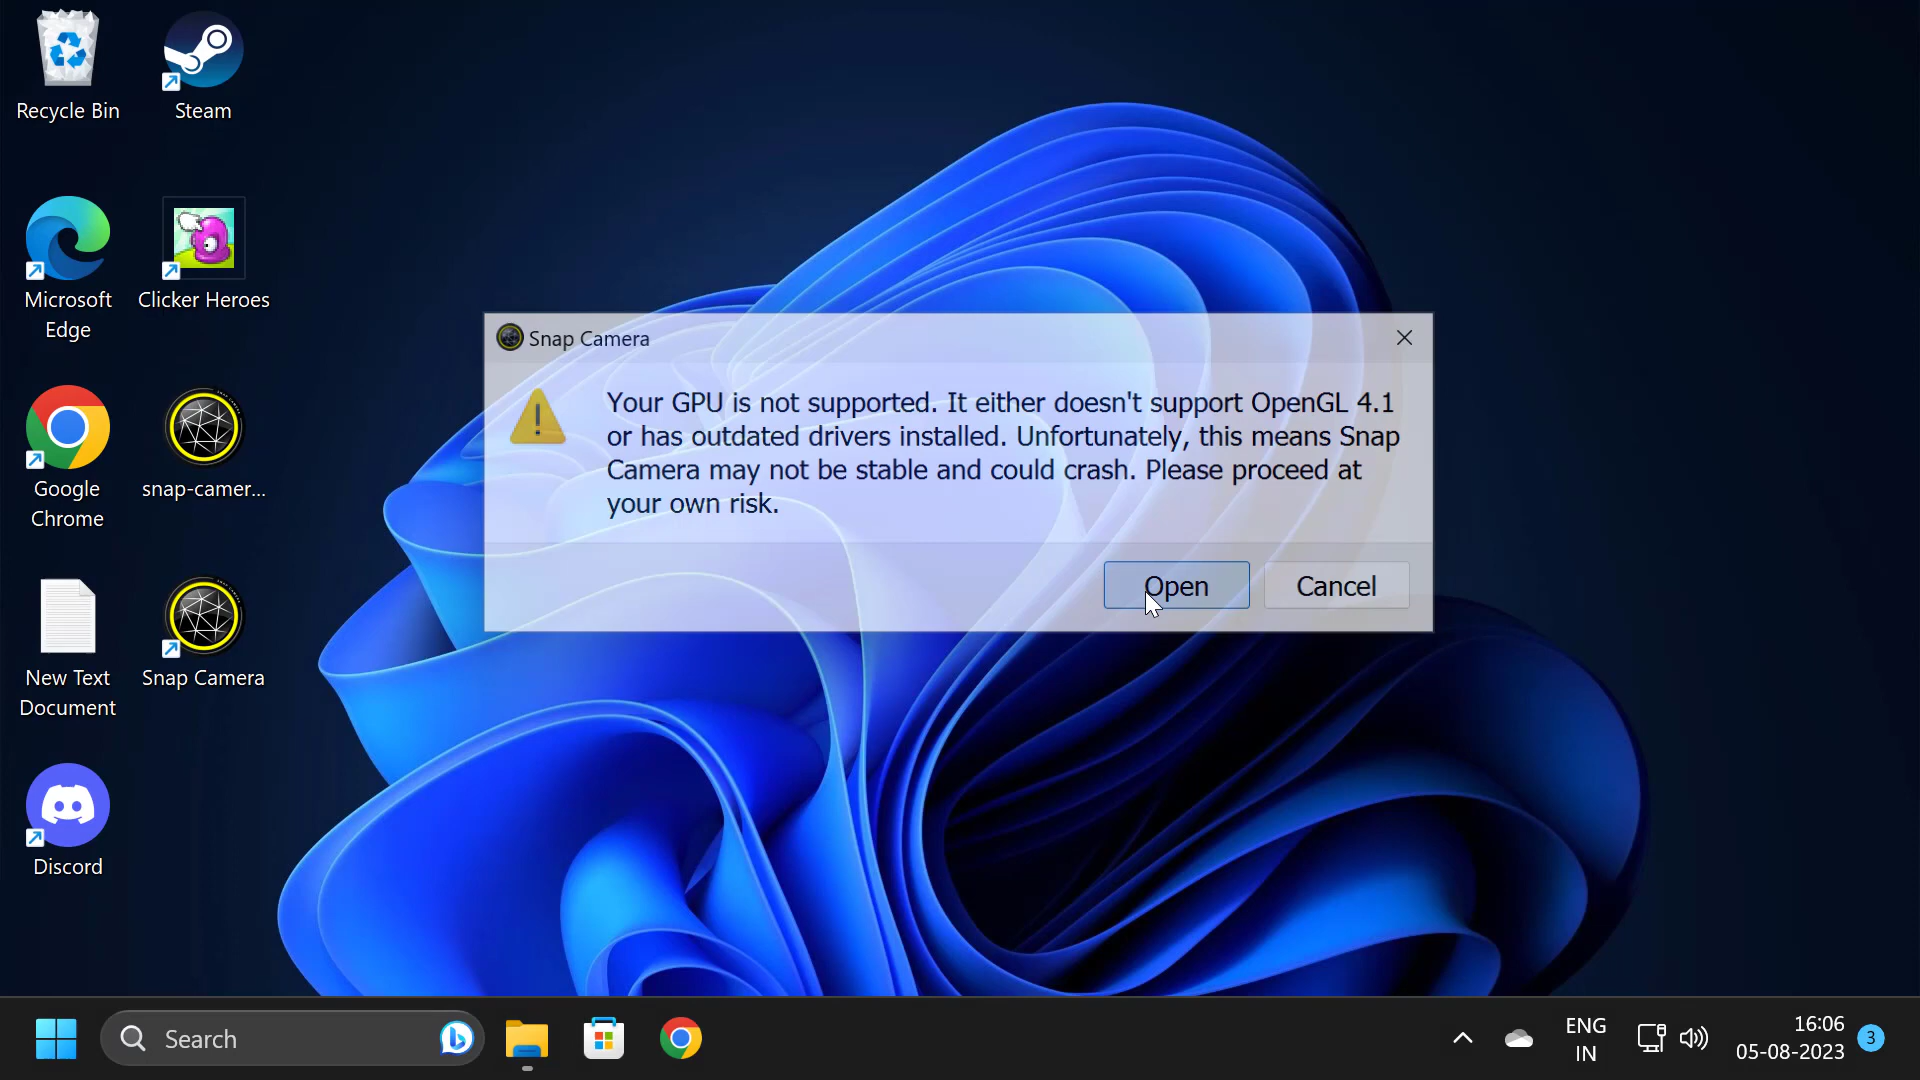 Recycle Bin
Steam
Microsoft
Edge
Clicker Heroes
Google
Chrome
snap-camer...
New Text
Document
Snap Camera
Discord
Snap Camera
Your GPU is not supported. It either doesn't support OpenGL 4.1
or has outdated drivers installed. Unfortunately, this means Snap
Camera may not be stable and could crash. Please proceed at
your own risk.
Open
Cancel
Search
ENG
IN
16:06
05-08-2023
3